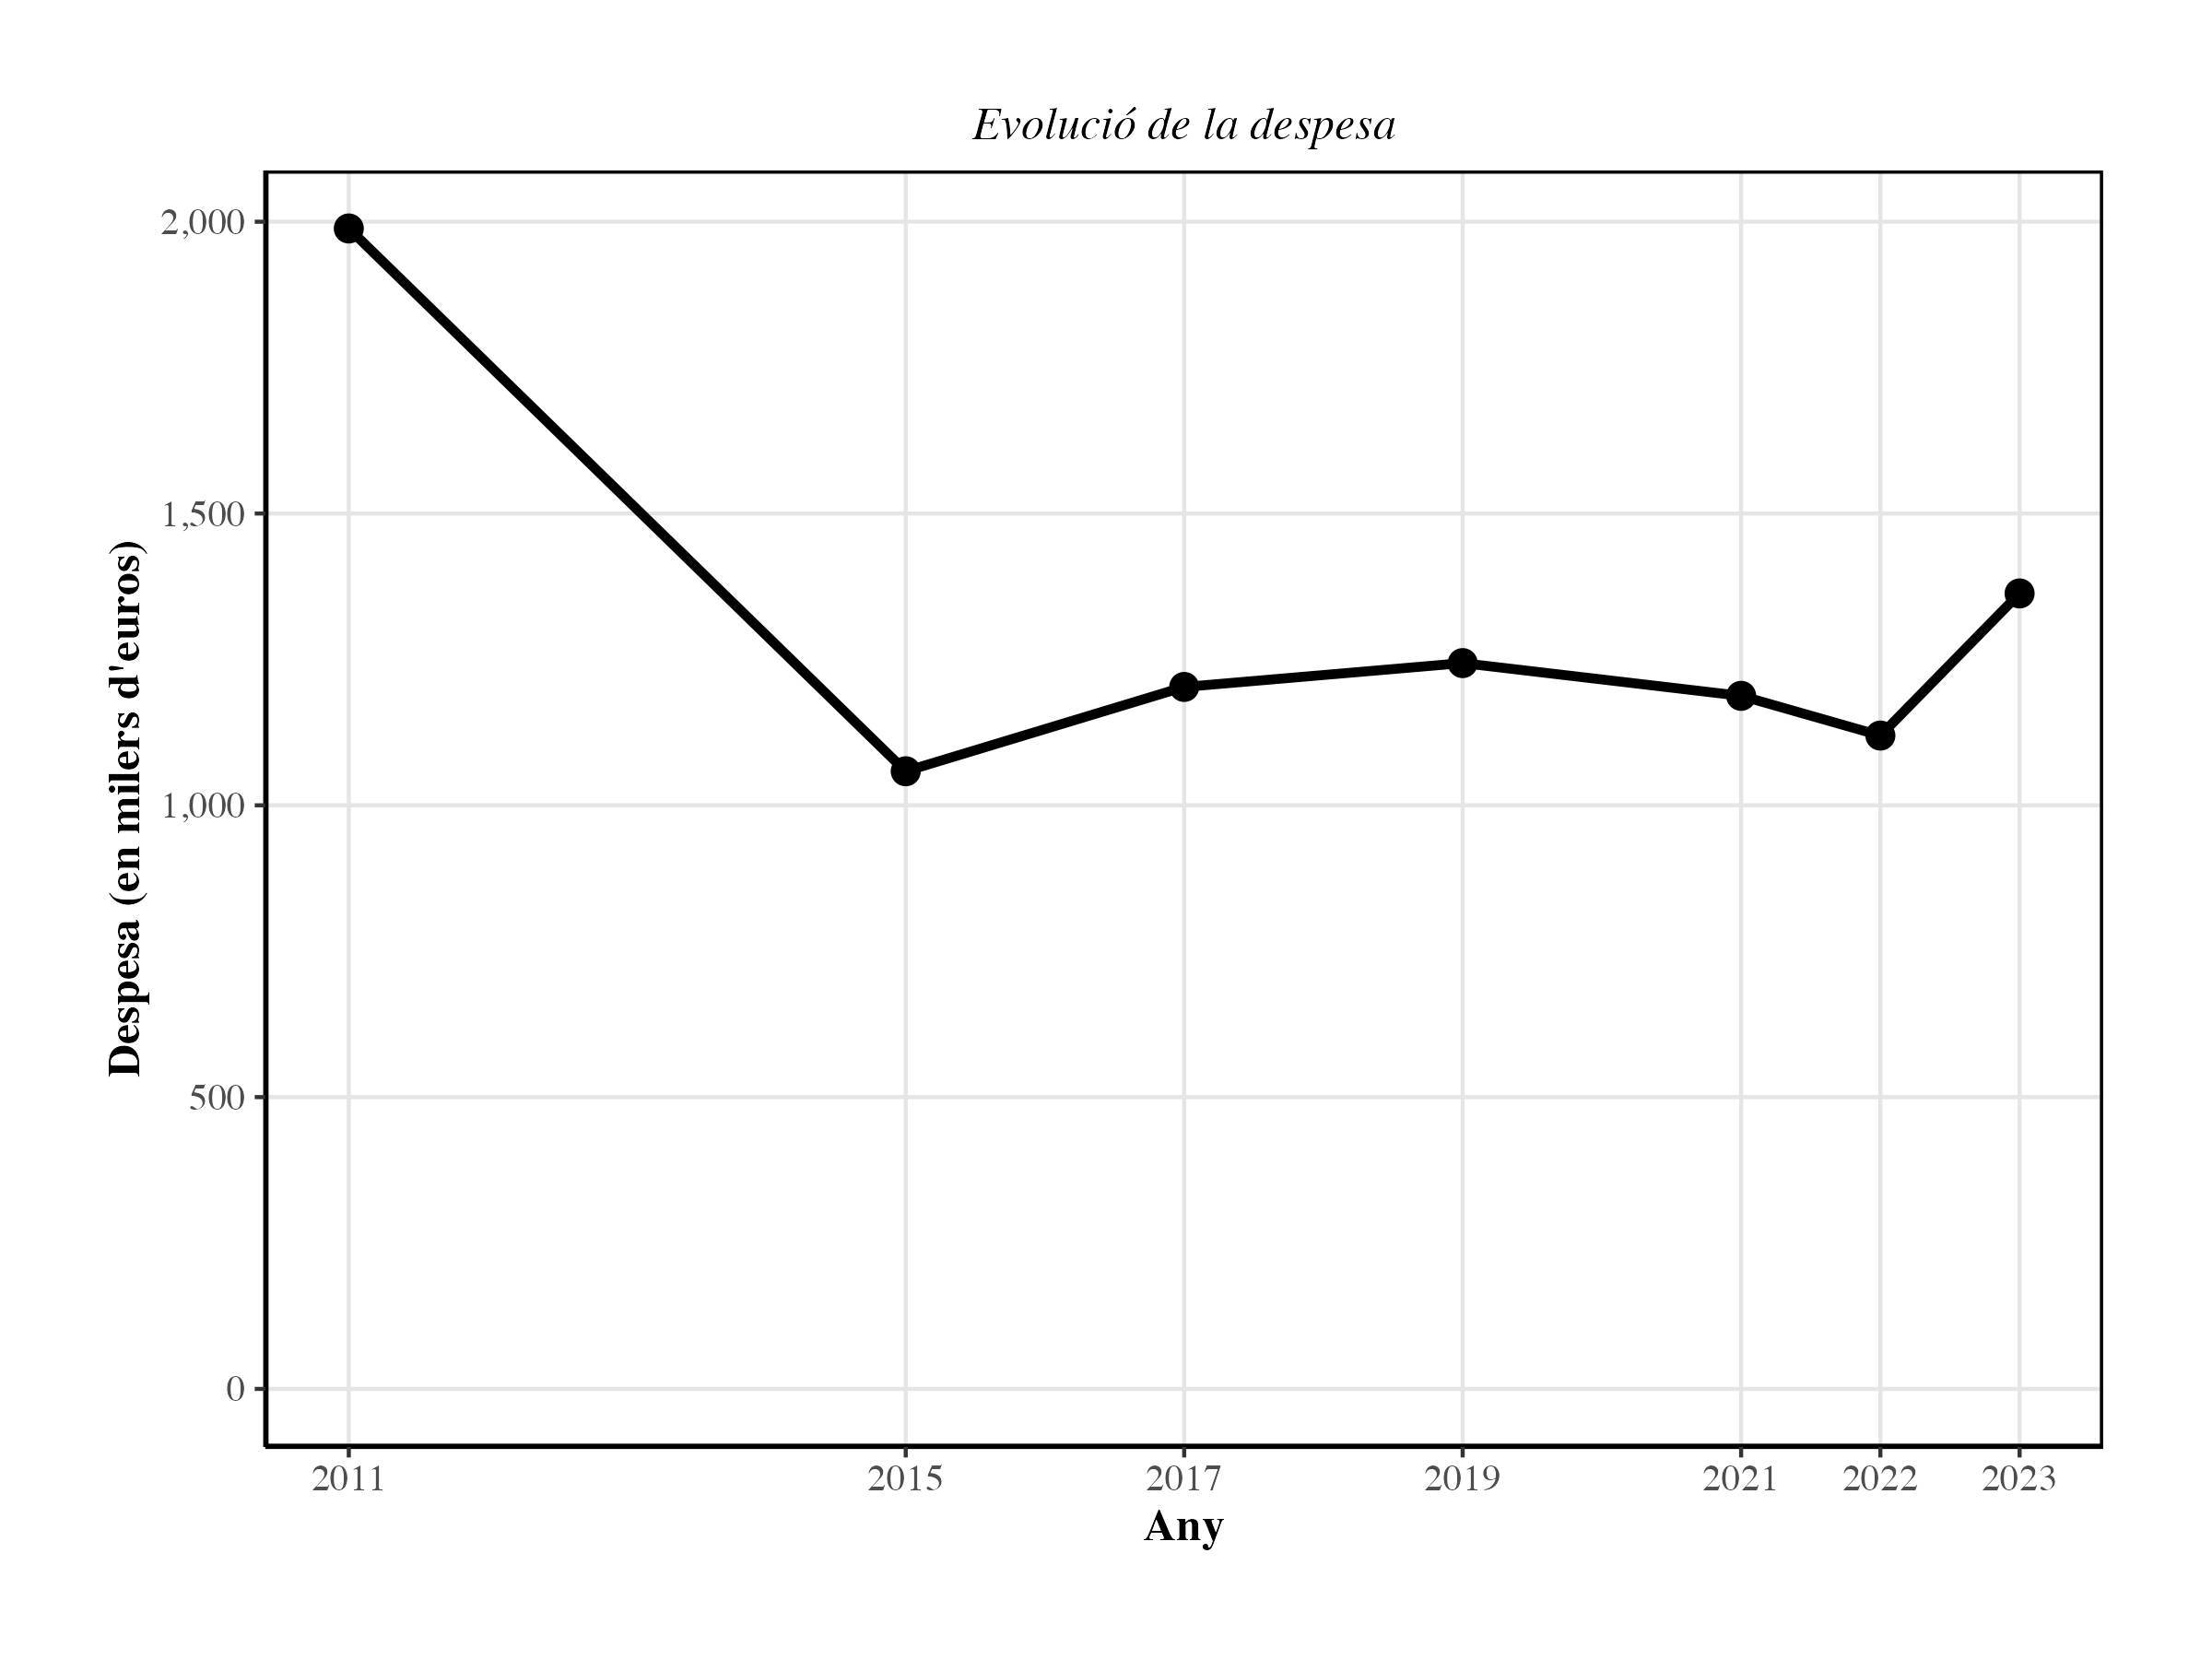 Evolució de la despesa
Despesa (en milers d'euros)
2,000
1,500
1,000
500
0
2011 2015 2017 2019 2021 2022 2023
Any